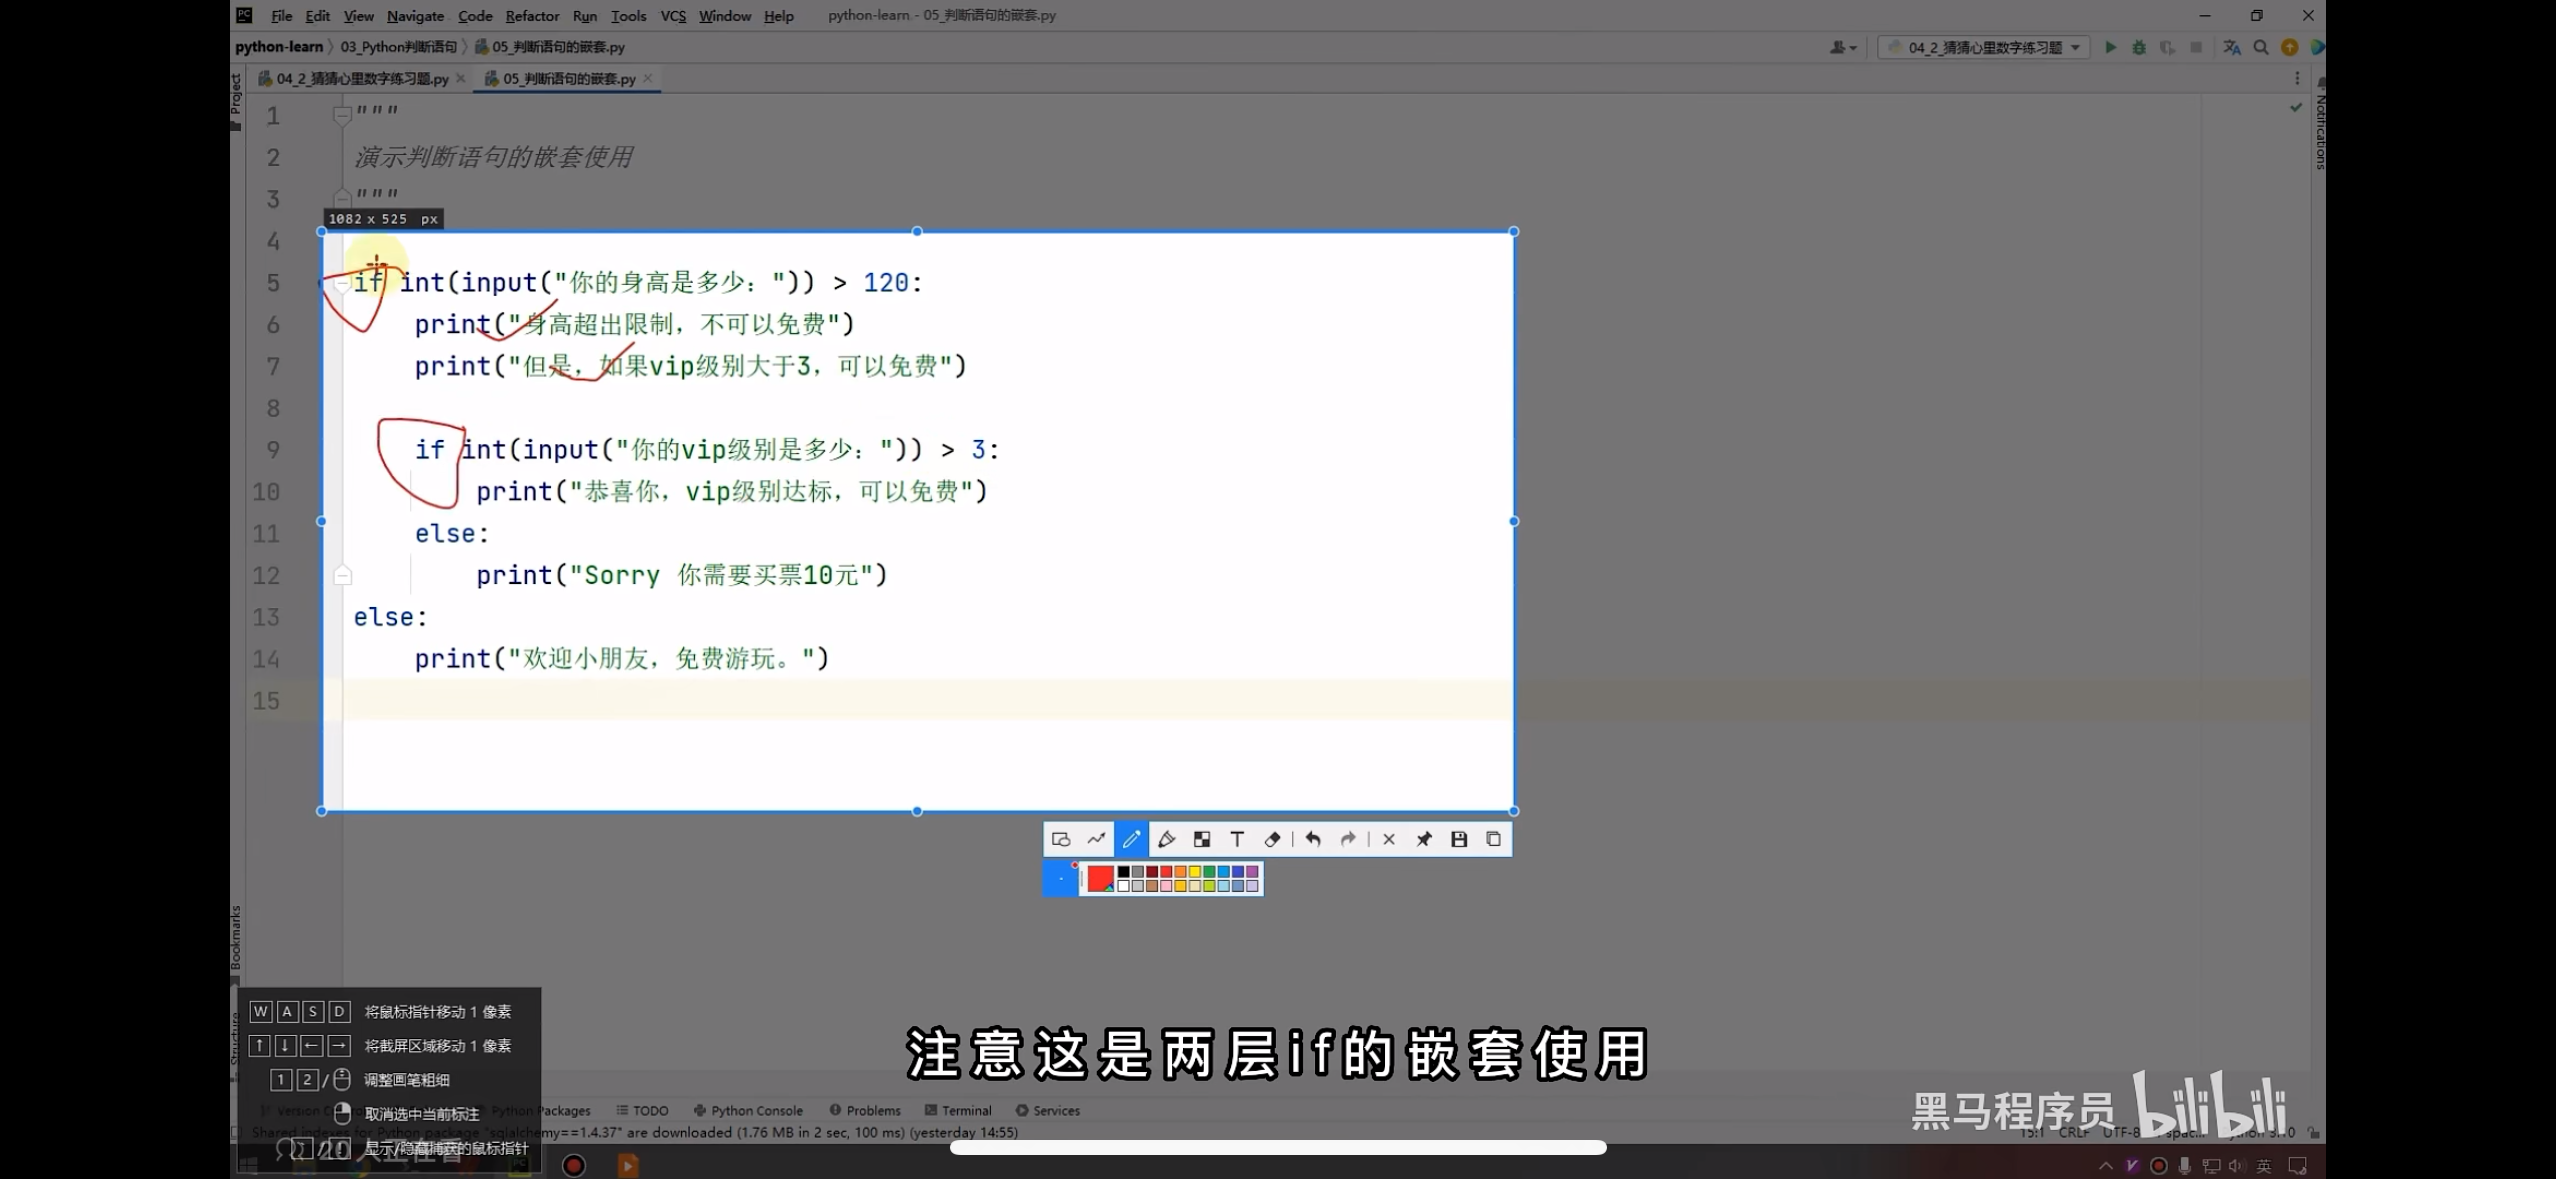 File Edit View Navigate Code Refactor Run Tools VCS Window Help python-learn - 05_判断语句的嵌套.py
python-learn 03_Python判断语句 05_判断语句的嵌套.py
04_2_猜猜心里数字练习题
04_2_猜猜心里数字练习题.py 05_判断语句的嵌套.py
Project
Notifications
1 """
2 演示判断语句的嵌套使用
3 """
1082 x 525 px
4
5 if int(input("你的身高是多少：")) > 120:
6 print("身高超出限制，不可以免费")
7 print("但是，如果vip级别大于3，可以免费")
8
9 if int(input("你的vip级别是多少：")) > 3:
10 print("恭喜你，vip级别达标，可以免费")
11 else:
12 print("Sorry 你需要买票10元")
13 else:
14 print("欢迎小朋友，免费游玩。")
15
T
Bookmarks
Structure
W A S D 将鼠标指针移动 1 像素
↑ ↓ ← → 将截屏区域移动 1 像素
1 2 / 调整画笔粗细
取消选中当前标注
显示/隐藏捕获的鼠标指针
注意这是两层if的嵌套使用
黑马程序员 bilibili
Python Packages TODO Python Console Problems Terminal Services
Shared indexes for Python package "sqlalchemy==1.4.37" are downloaded (1.76 MB in 2 sec, 100 ms) (yesterday 14:55)
15:1 CRLF
英